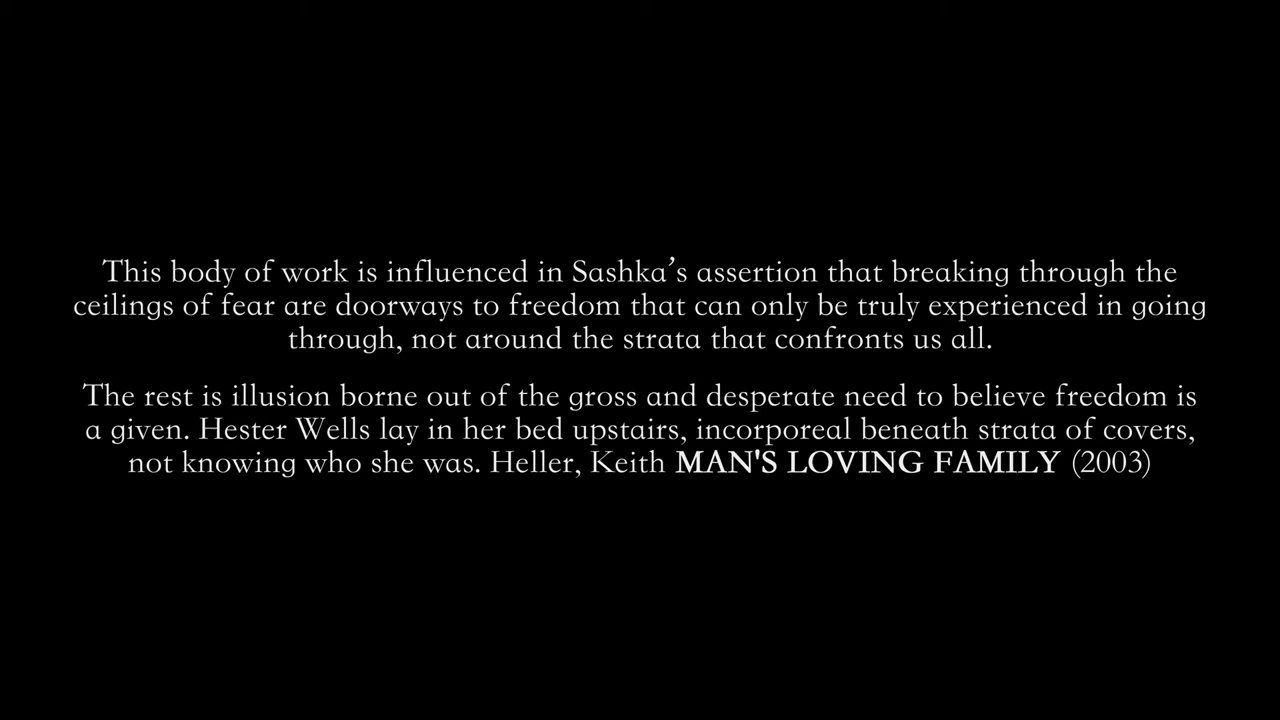 This body of work is influenced in Sashka’s assertion that breaking through the
ceilings of fear are doorways to freedom that can only be truly experienced in going
through, not around the strata that confronts us all.
The rest is illusion borne out of the gross and desperate need to believe freedom is
a given. Hester Wells lay in her bed upstairs, incorporeal beneath strata of covers,
not knowing who she was. Heller, Keith MAN'S LOVING FAMILY (2003)